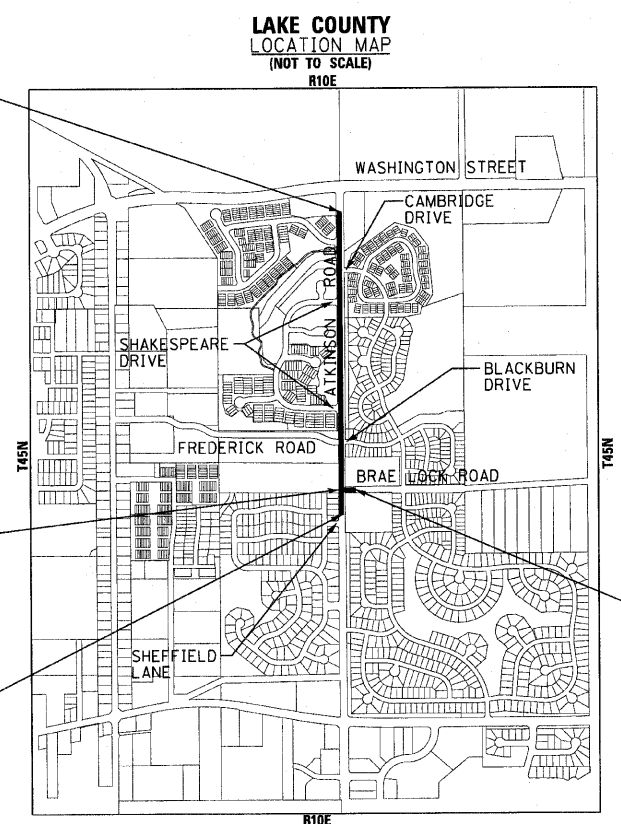 LAKE COUNTY
LOCATION MAP
(NOT TO SCALE)
R10E
WASHINGTON STREET
CAMBRIDGE
DRIVE
ATKINSON ROAD
SHAKESPEARE
DRIVE
BLACKBURN
DRIVE
T45N
FREDERICK ROAD
T45N
BRAE LOCK ROAD
SHEFFIELD
LANE
R10E